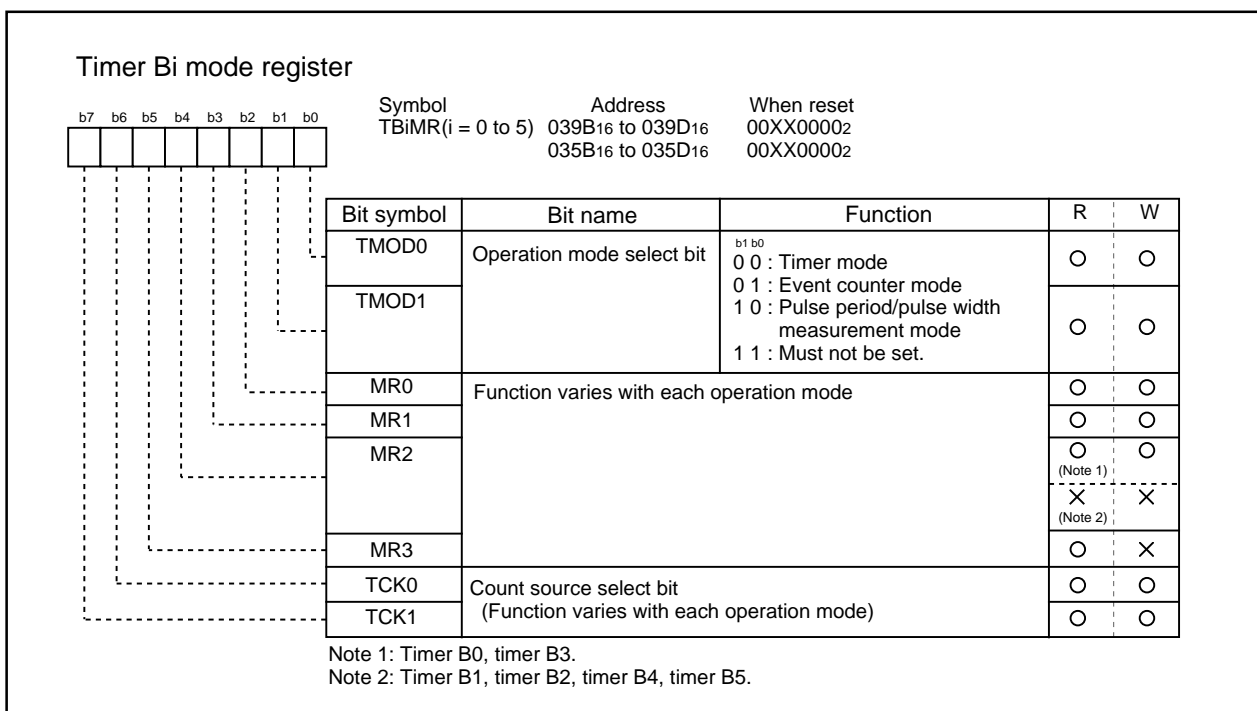 Timer Bi mode register
Symbol Address When reset
TBiMR(i = 0 to 5) 039B16 to 039D16 00XX00002
035B16 to 035D16 00XX00002
b7 b6 b5 b4 b3 b2 b1 b0
Bit symbol Bit name Function R W
TMOD0 Operation mode select bit
b1 b0
0 0 : Timer mode
0 1 : Event counter mode
TMOD1
1 0 : Pulse period/pulse width
measurement mode
1 1 : Must not be set.
MR0 Function varies with each operation mode
MR1
MR2
(Note 1)
(Note 2)
MR3
TCK0 Count source select bit
TCK1 (Function varies with each operation mode)
Note 1: Timer B0, timer B3.
Note 2: Timer B1, timer B2, timer B4, timer B5.